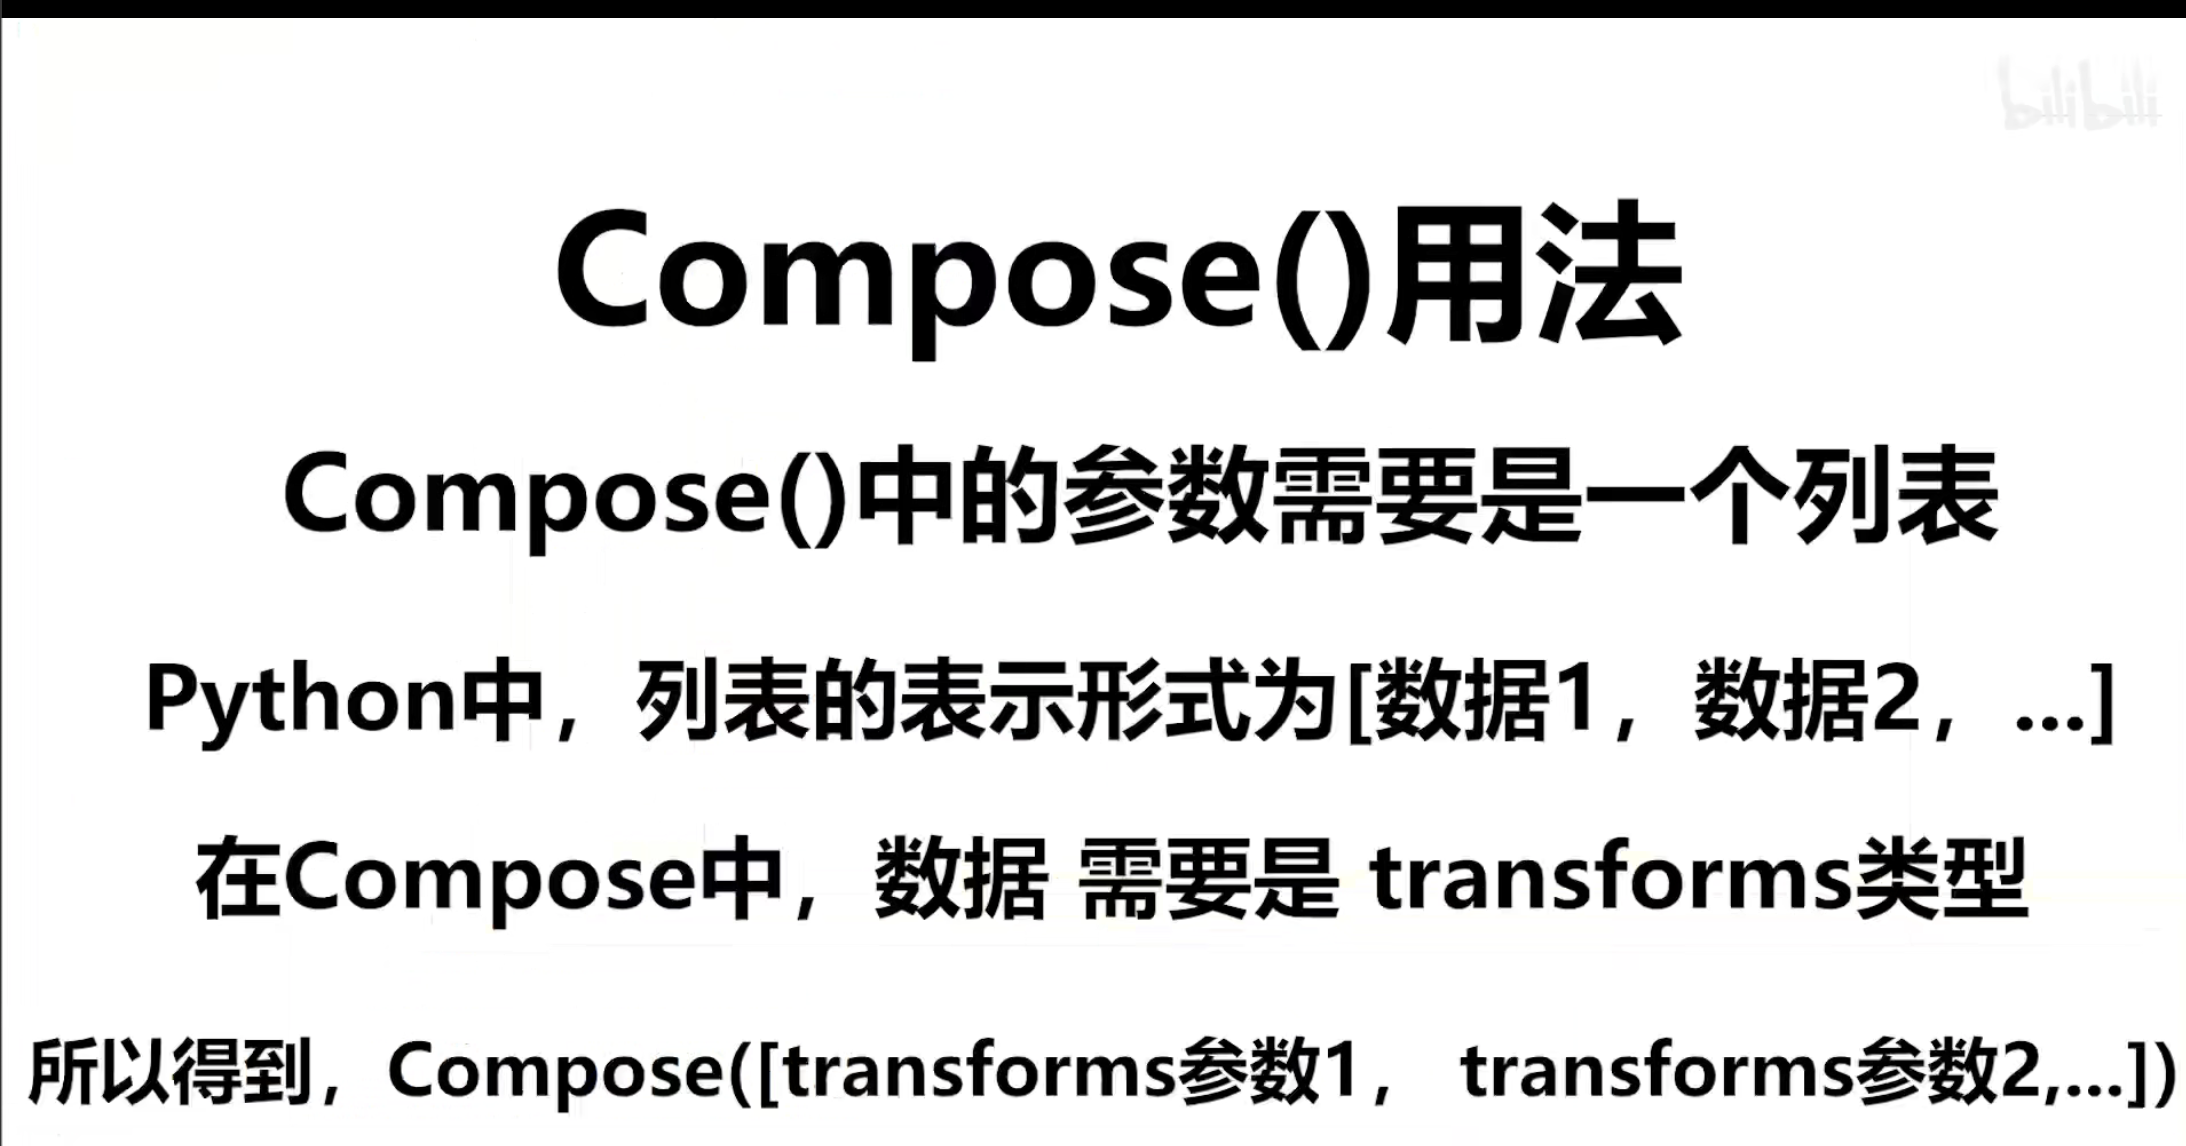 bilibili
Compose()用法
Compose()中的参数需要是一个列表
Python中，列表的表示形式为[数据1，数据2，...]
在Compose中，数据 需要是 transforms类型
所以得到，Compose([transforms参数1， transforms参数2,...])